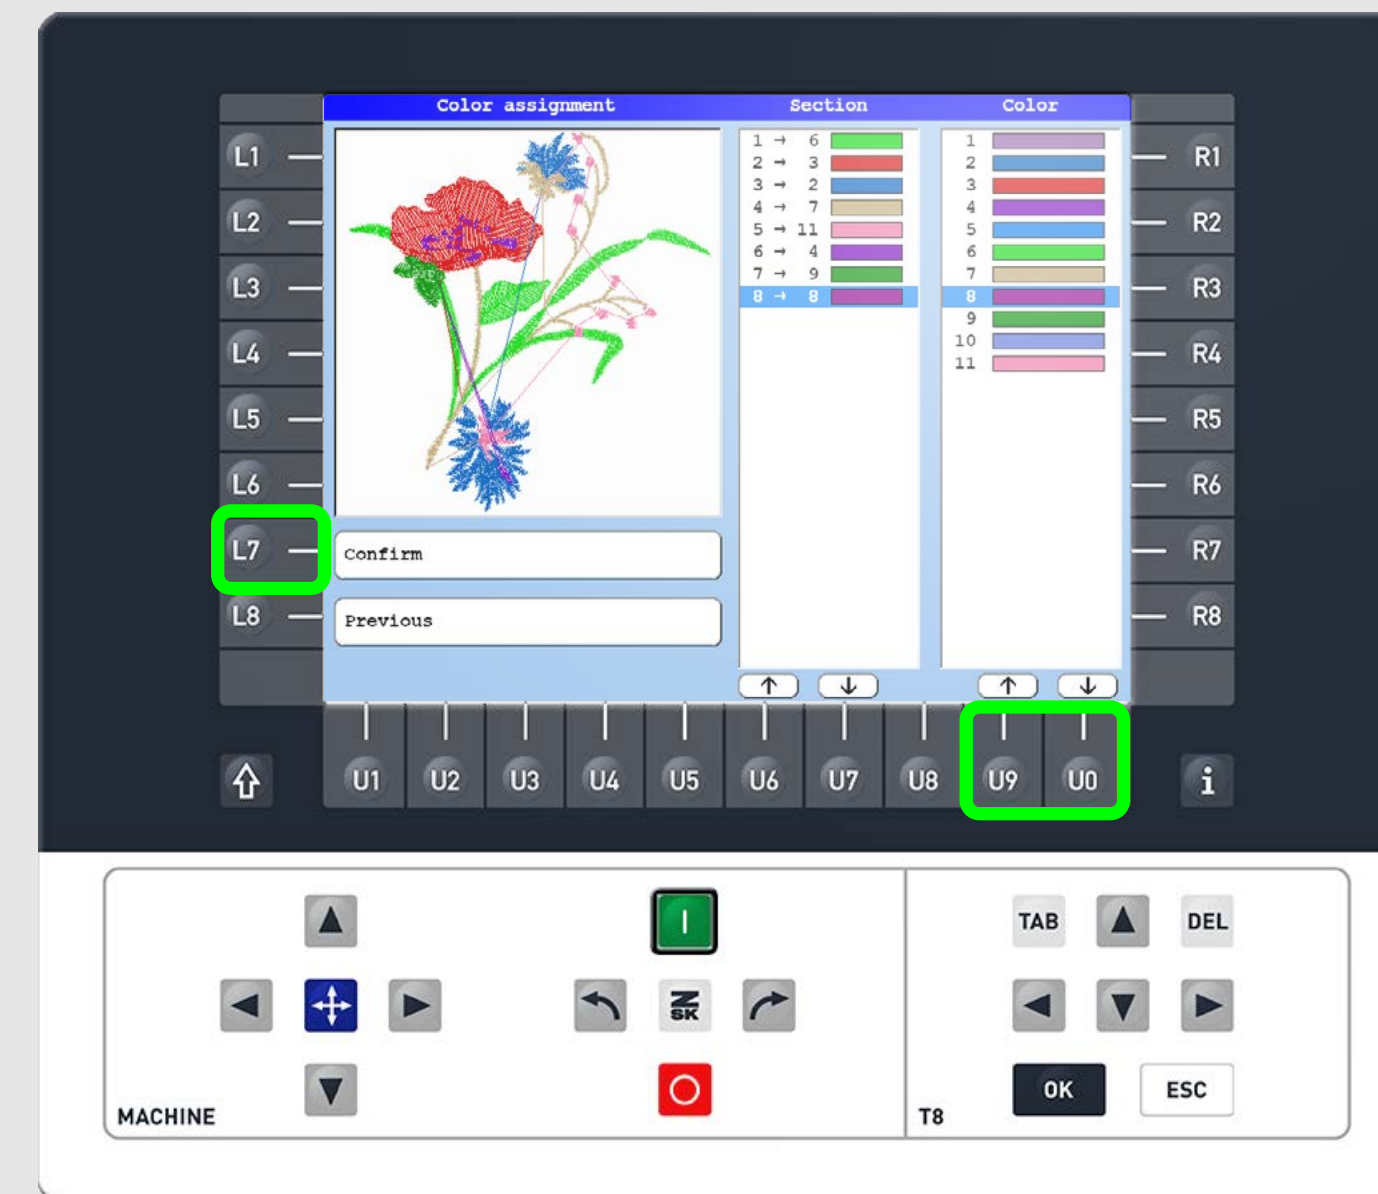 Color assignment Section Color
L1 R1
L2 R2
L3 R3
L4 R4
L5 R5
L6 R6
L7 R7
L8 R8
1 → 6
2 → 3
3 → 2
4 → 7
5 → 11
6 → 4
7 → 9
8 → 8
1
2
3
4
5
6
7
8
9
10
11
Confirm
Previous
↑ ↓ ↑ ↓
U1 U2 U3 U4 U5 U6 U7 U8 U9 U0
i
I
TAB DEL
ZSK
OK ESC
MACHINE T8